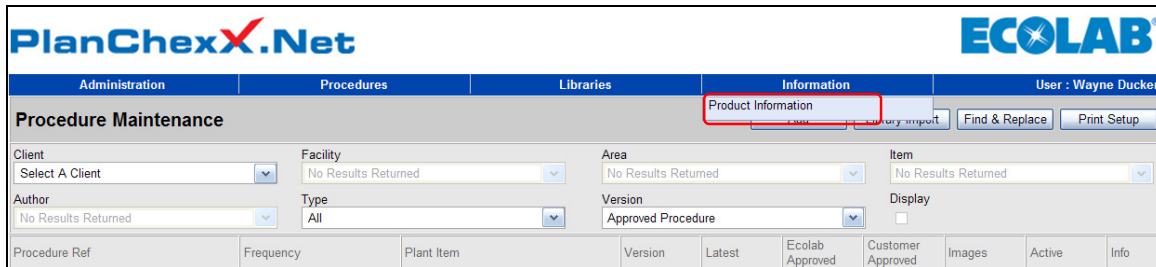 PlanChexX.Net
ECOLAB®
Administration Procedures Libraries Information User : Wayne Ducker
Product Information
Procedure Maintenance Add Library Import Find & Replace Print Setup
Client Facility Area Item
Select A Client No Results Returned No Results Returned No Results Returned
Author Type Version Display
No Results Returned All Approved Procedure
Procedure Ref Frequency Plant Item Version Latest Ecolab Approved Customer Approved Images Active Info